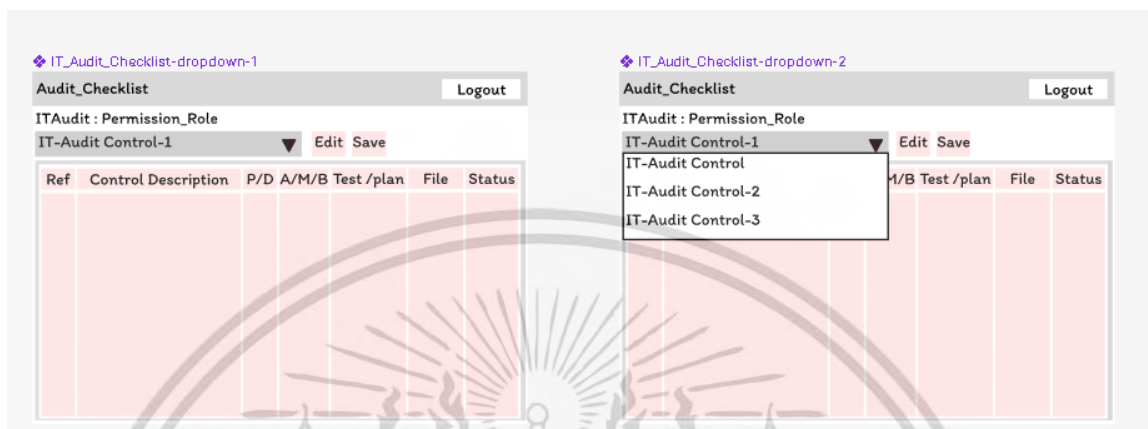 IT_Audit_Checklist-dropdown-1
Audit_Checklist Logout
ITAudit : Permission_Role
IT-Audit Control-1 Edit Save
Ref Control Description P/D A/M/B Test /plan File Status
IT_Audit_Checklist-dropdown-2
Audit_Checklist Logout
ITAudit : Permission_Role
IT-Audit Control-1 Edit Save
IT-Audit Control
IT-Audit Control-2
IT-Audit Control-3
Test /plan File Status